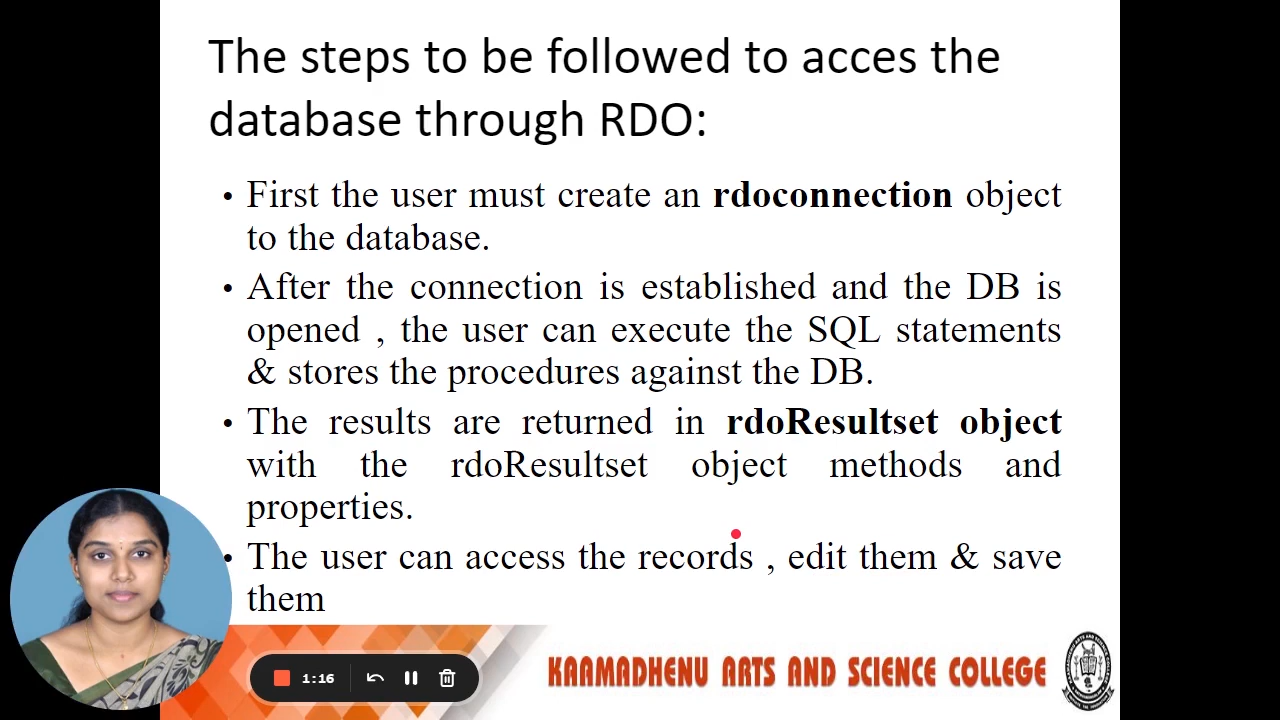 The steps to be followed to acces the
database through RDO:
• First the user must create an rdoconnection object
to the database.
• After the connection is established and the DB is
opened , the user can execute the SQL statements
& stores the procedures against the DB.
• The results are returned in rdoResultset object
with the rdoResultset object methods and
properties.
• The user can access the records , edit them & save
them
1:16
KAAMADHENU ARTS AND SCIENCE COLLEGE